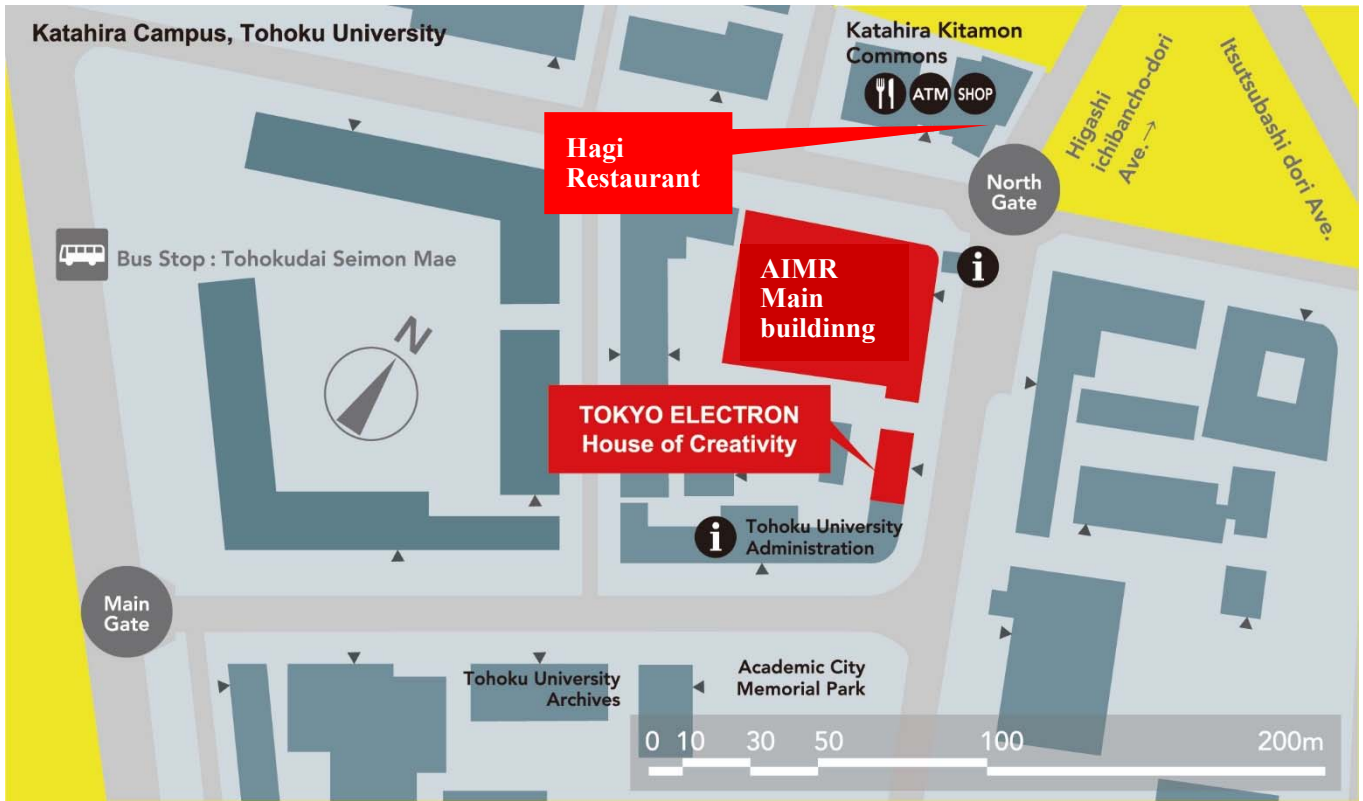 Katahira Campus, Tohoku University
Katahira Kitamon
Commons
ATM
SHOP
Hagi
Restaurant
North
Gate
Higashi
ichibancho-dori
Ave. →
Itsutsubashi dori Ave.
Bus Stop : Tohokudai Seimon Mae
N
AIMR
Main
buildinng
i
TOKYO ELECTRON
House of Creativity
i
Tohoku University
Administration
Main
Gate
Tohoku University
Archives
Academic City
Memorial Park
0 10 30 50 100 200m